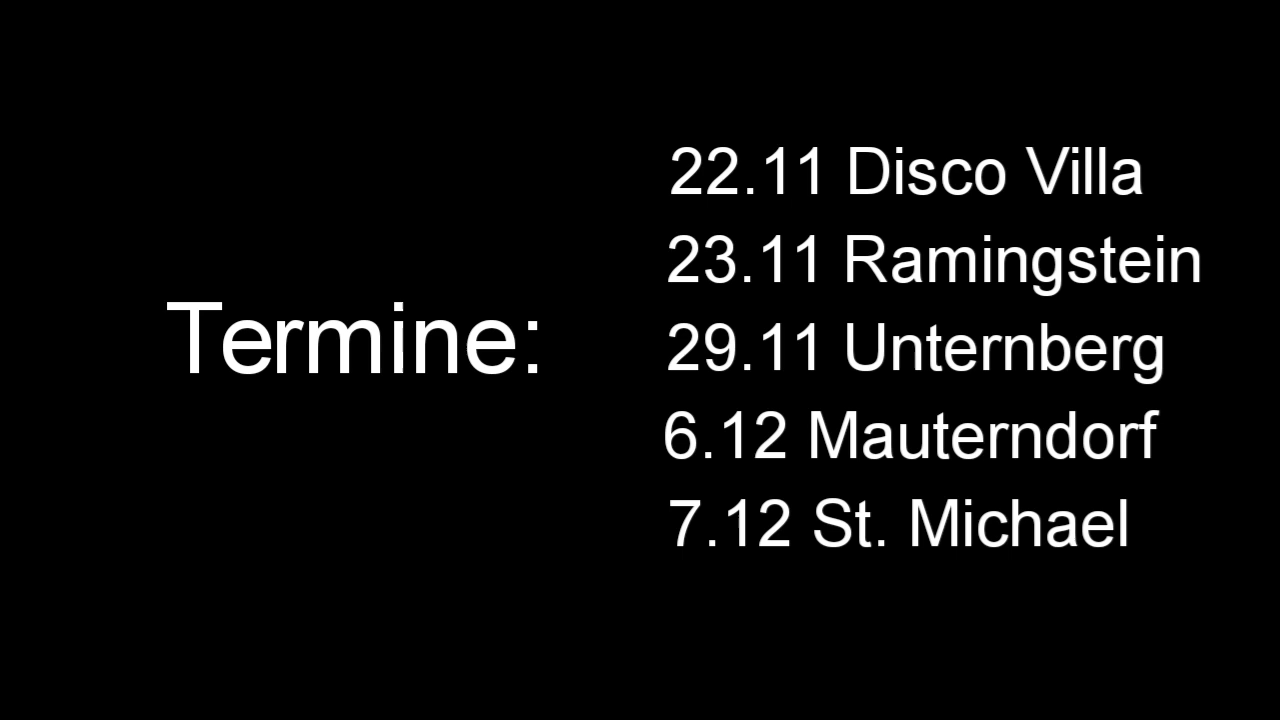 Termine:
22.11 Disco Villa
23.11 Ramingstein
29.11 Unternberg
6.12 Mauterndorf
7.12 St. Michael